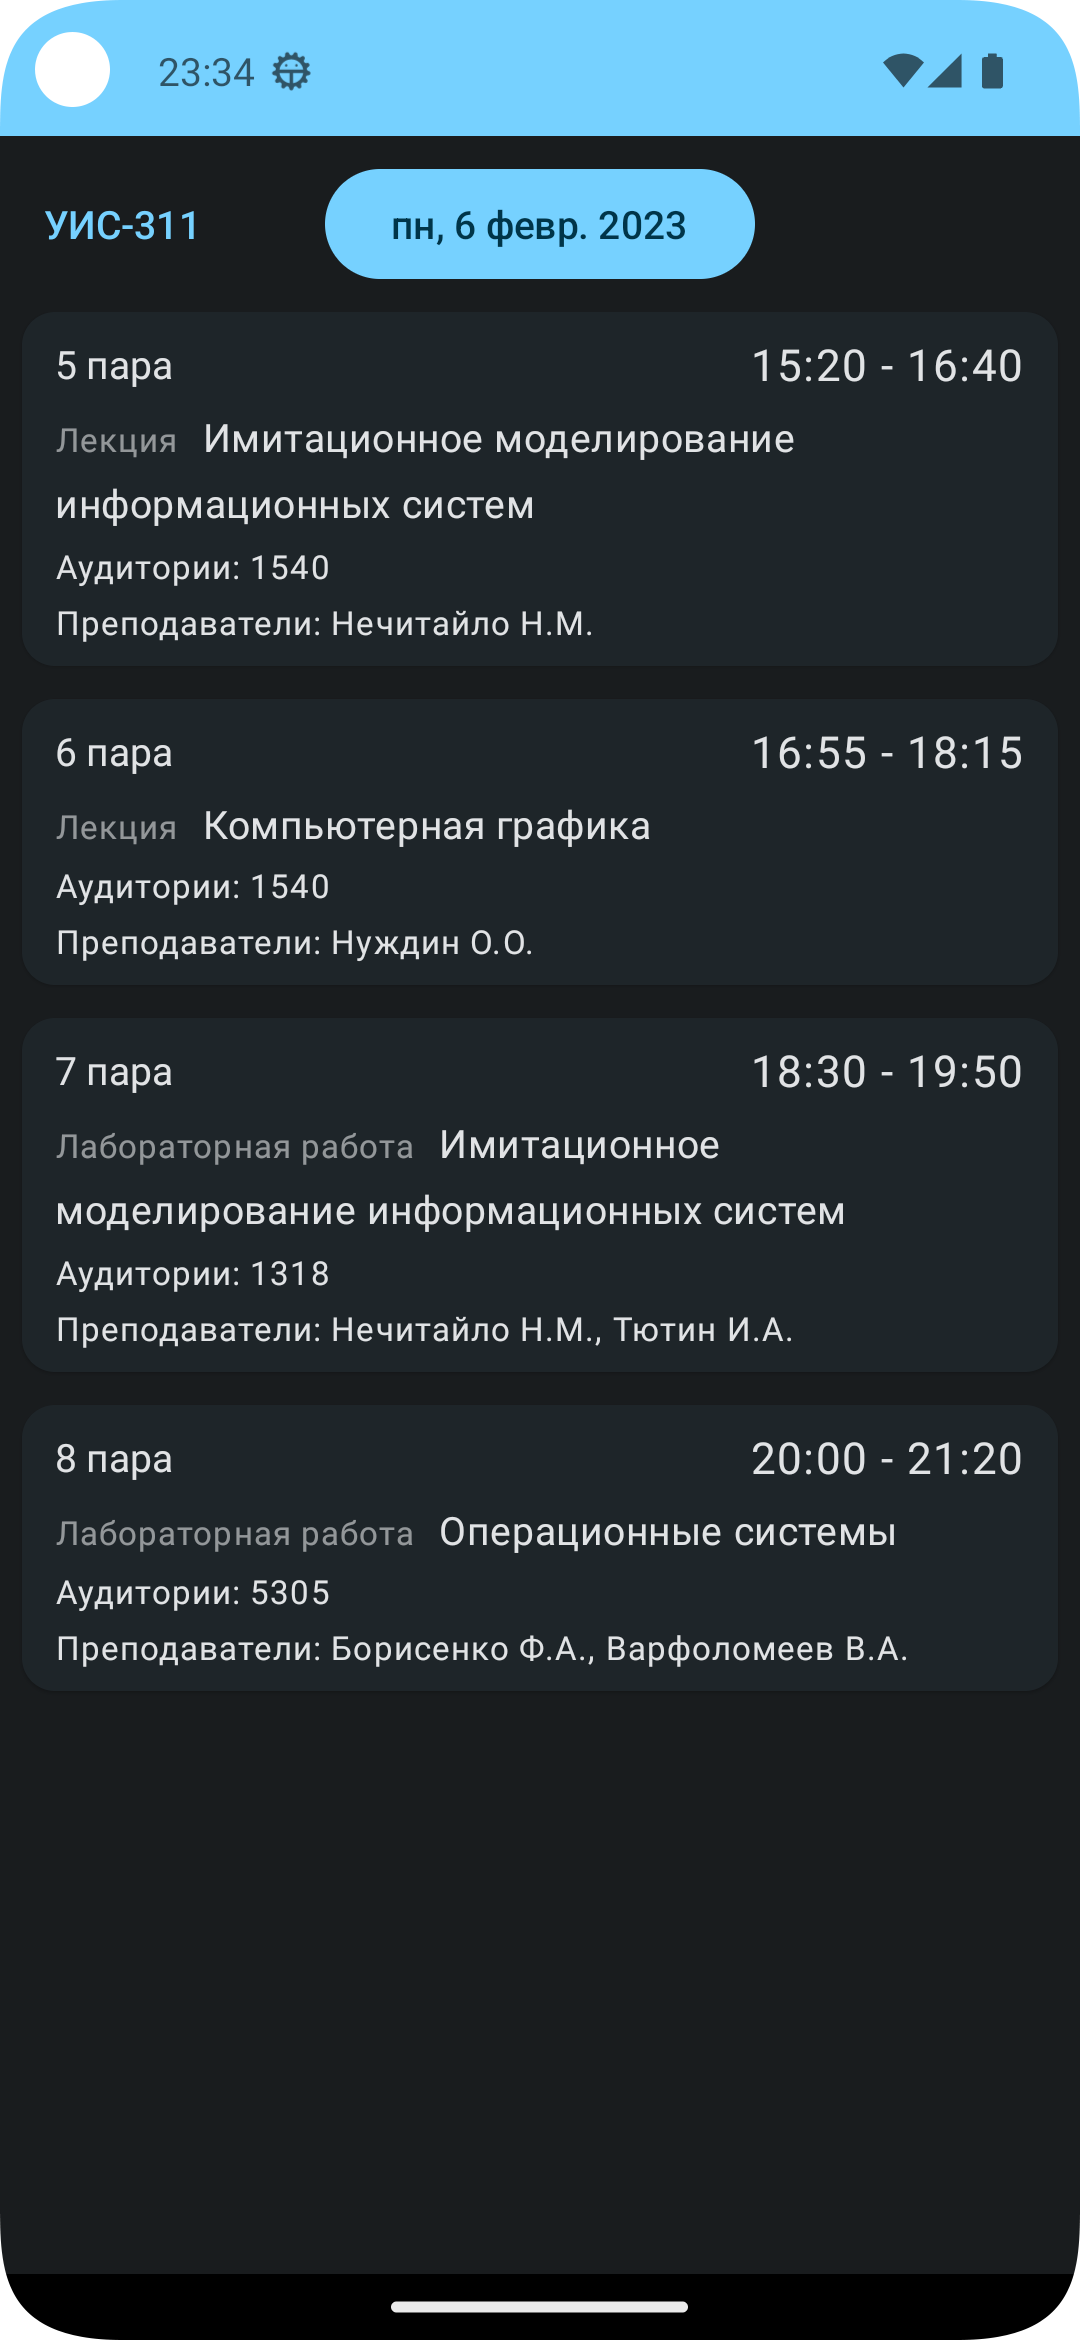 23:34
УИС-311
пн, 6 февр. 2023
5 пара
15:20 - 16:40
Лекция Имитационное моделирование
информационных систем
Аудитории: 1540
Преподаватели: Нечитайло Н.М.
6 пара
16:55 - 18:15
Лекция Компьютерная графика
Аудитории: 1540
Преподаватели: Нуждин О.О.
7 пара
18:30 - 19:50
Лабораторная работа Имитационное
моделирование информационных систем
Аудитории: 1318
Преподаватели: Нечитайло Н.М., Тютин И.А.
8 пара
20:00 - 21:20
Лабораторная работа Операционные системы
Аудитории: 5305
Преподаватели: Борисенко Ф.А., Варфоломеев В.А.